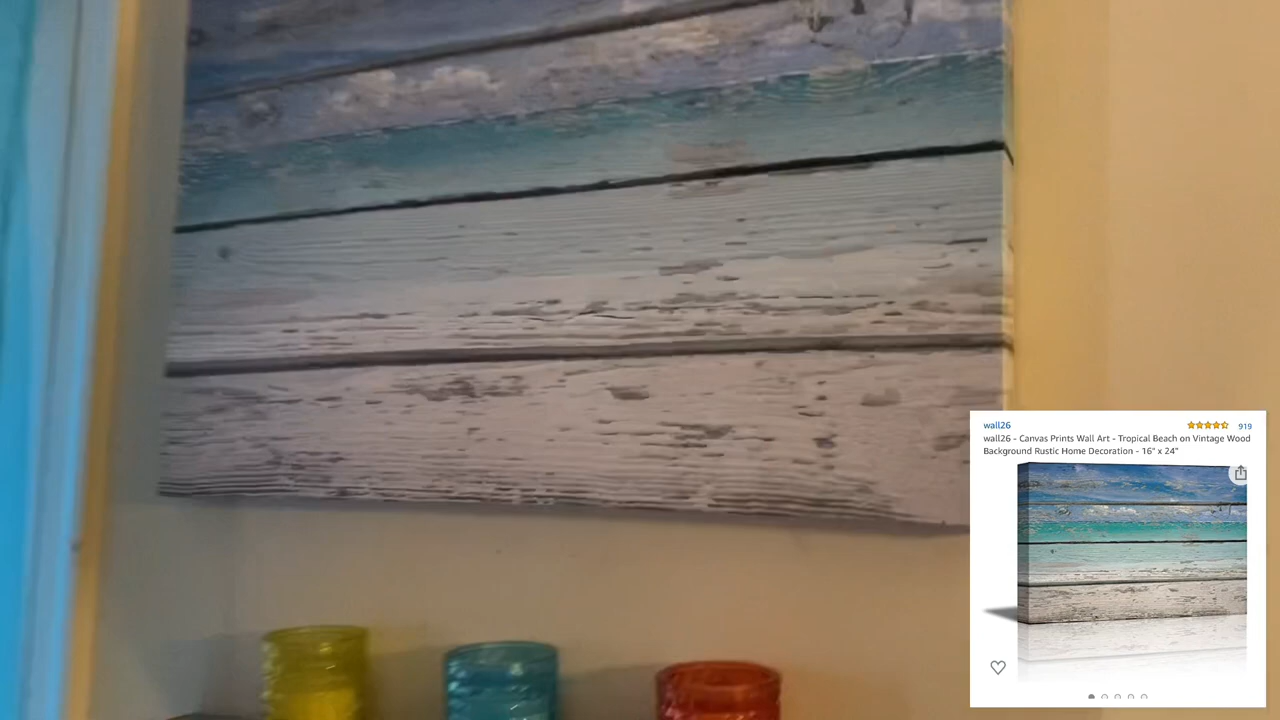 wall26 919
wall26 - Canvas Prints Wall Art - Tropical Beach on Vintage Wood
Background Rustic Home Decoration - 16" x 24"